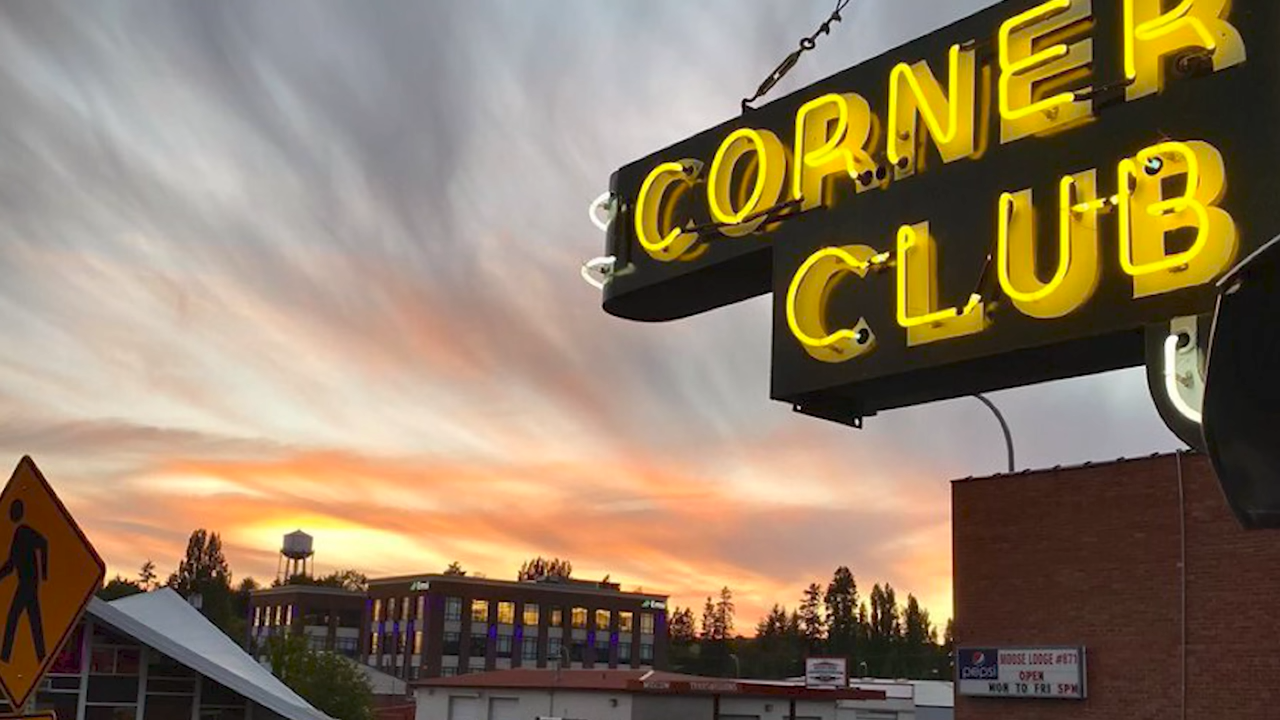 CORNER
CLUB
pepsi
MOOSE LODGE #871
OPEN
MON TO FRI 5PM